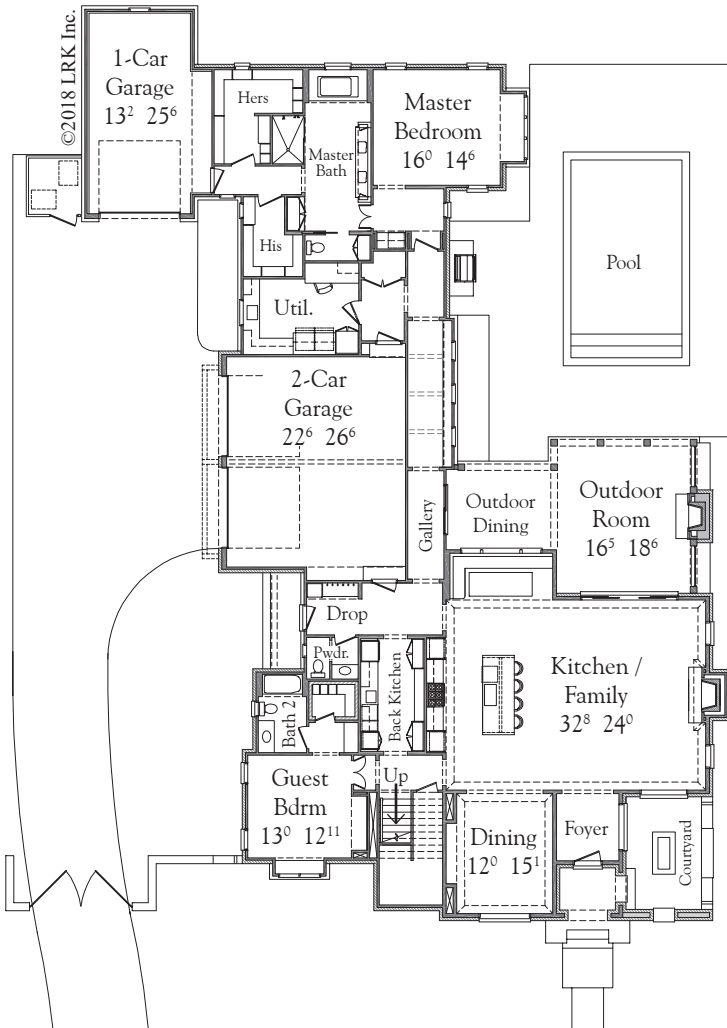 ©2018 LRK Inc.
1-Car
Garage
13² 25⁶
Hers
Master
Bath
Master
Bedroom
16⁰ 14⁶
His
Pool
Util.
2-Car
Garage
22⁶ 26⁶
Gallery
Outdoor
Dining
Outdoor
Room
16⁵ 18⁶
Drop
Pwdr.
Back Kitchen
Kitchen /
Family
32⁸ 24⁰
Bath 2
Guest
Bdrm
13⁰ 12¹¹
Up
Dining
12⁰ 15¹
Foyer
Courtyard